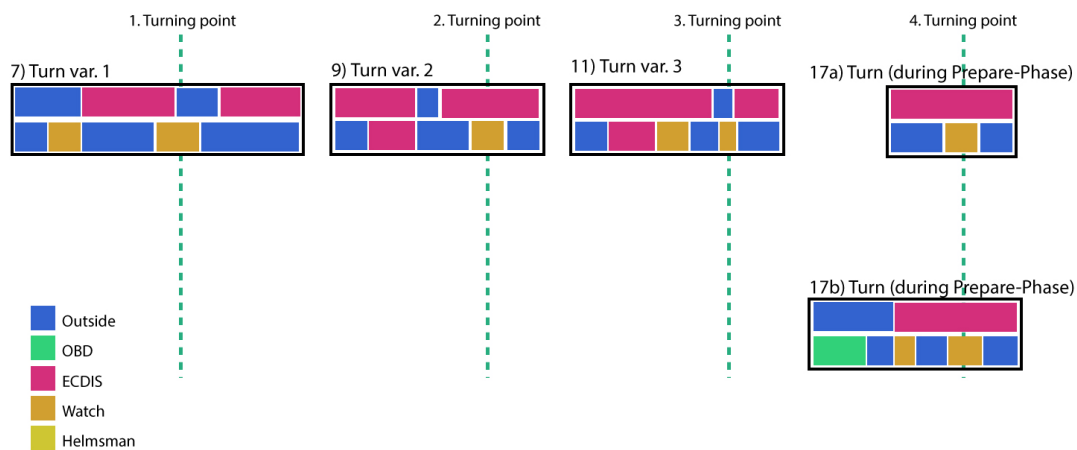 1. Turning point
2. Turning point
3. Turning point
4. Turning point
7) Turn var. 1
9) Turn var. 2
11) Turn var. 3
17a) Turn (during Prepare-Phase)
17b) Turn (during Prepare-Phase)
Outside
OBD
ECDIS
Watch
Helmsman